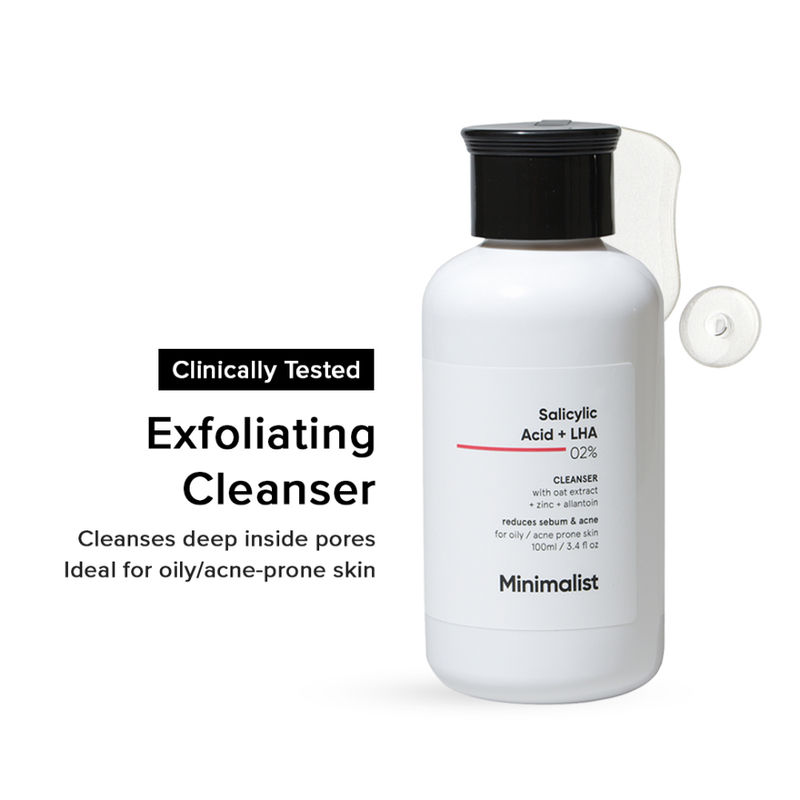 Clinically Tested
Exfoliating
Cleanser
Cleanses deep inside pores
Ideal for oily/acne-prone skin
Salicylic
Acid + LHA
02%
CLEANSER
with oat extract
+ zinc + allantoin
reduces sebum & acne
for oily / acne prone skin
100ml / 3.4 fl oz
Minimalist